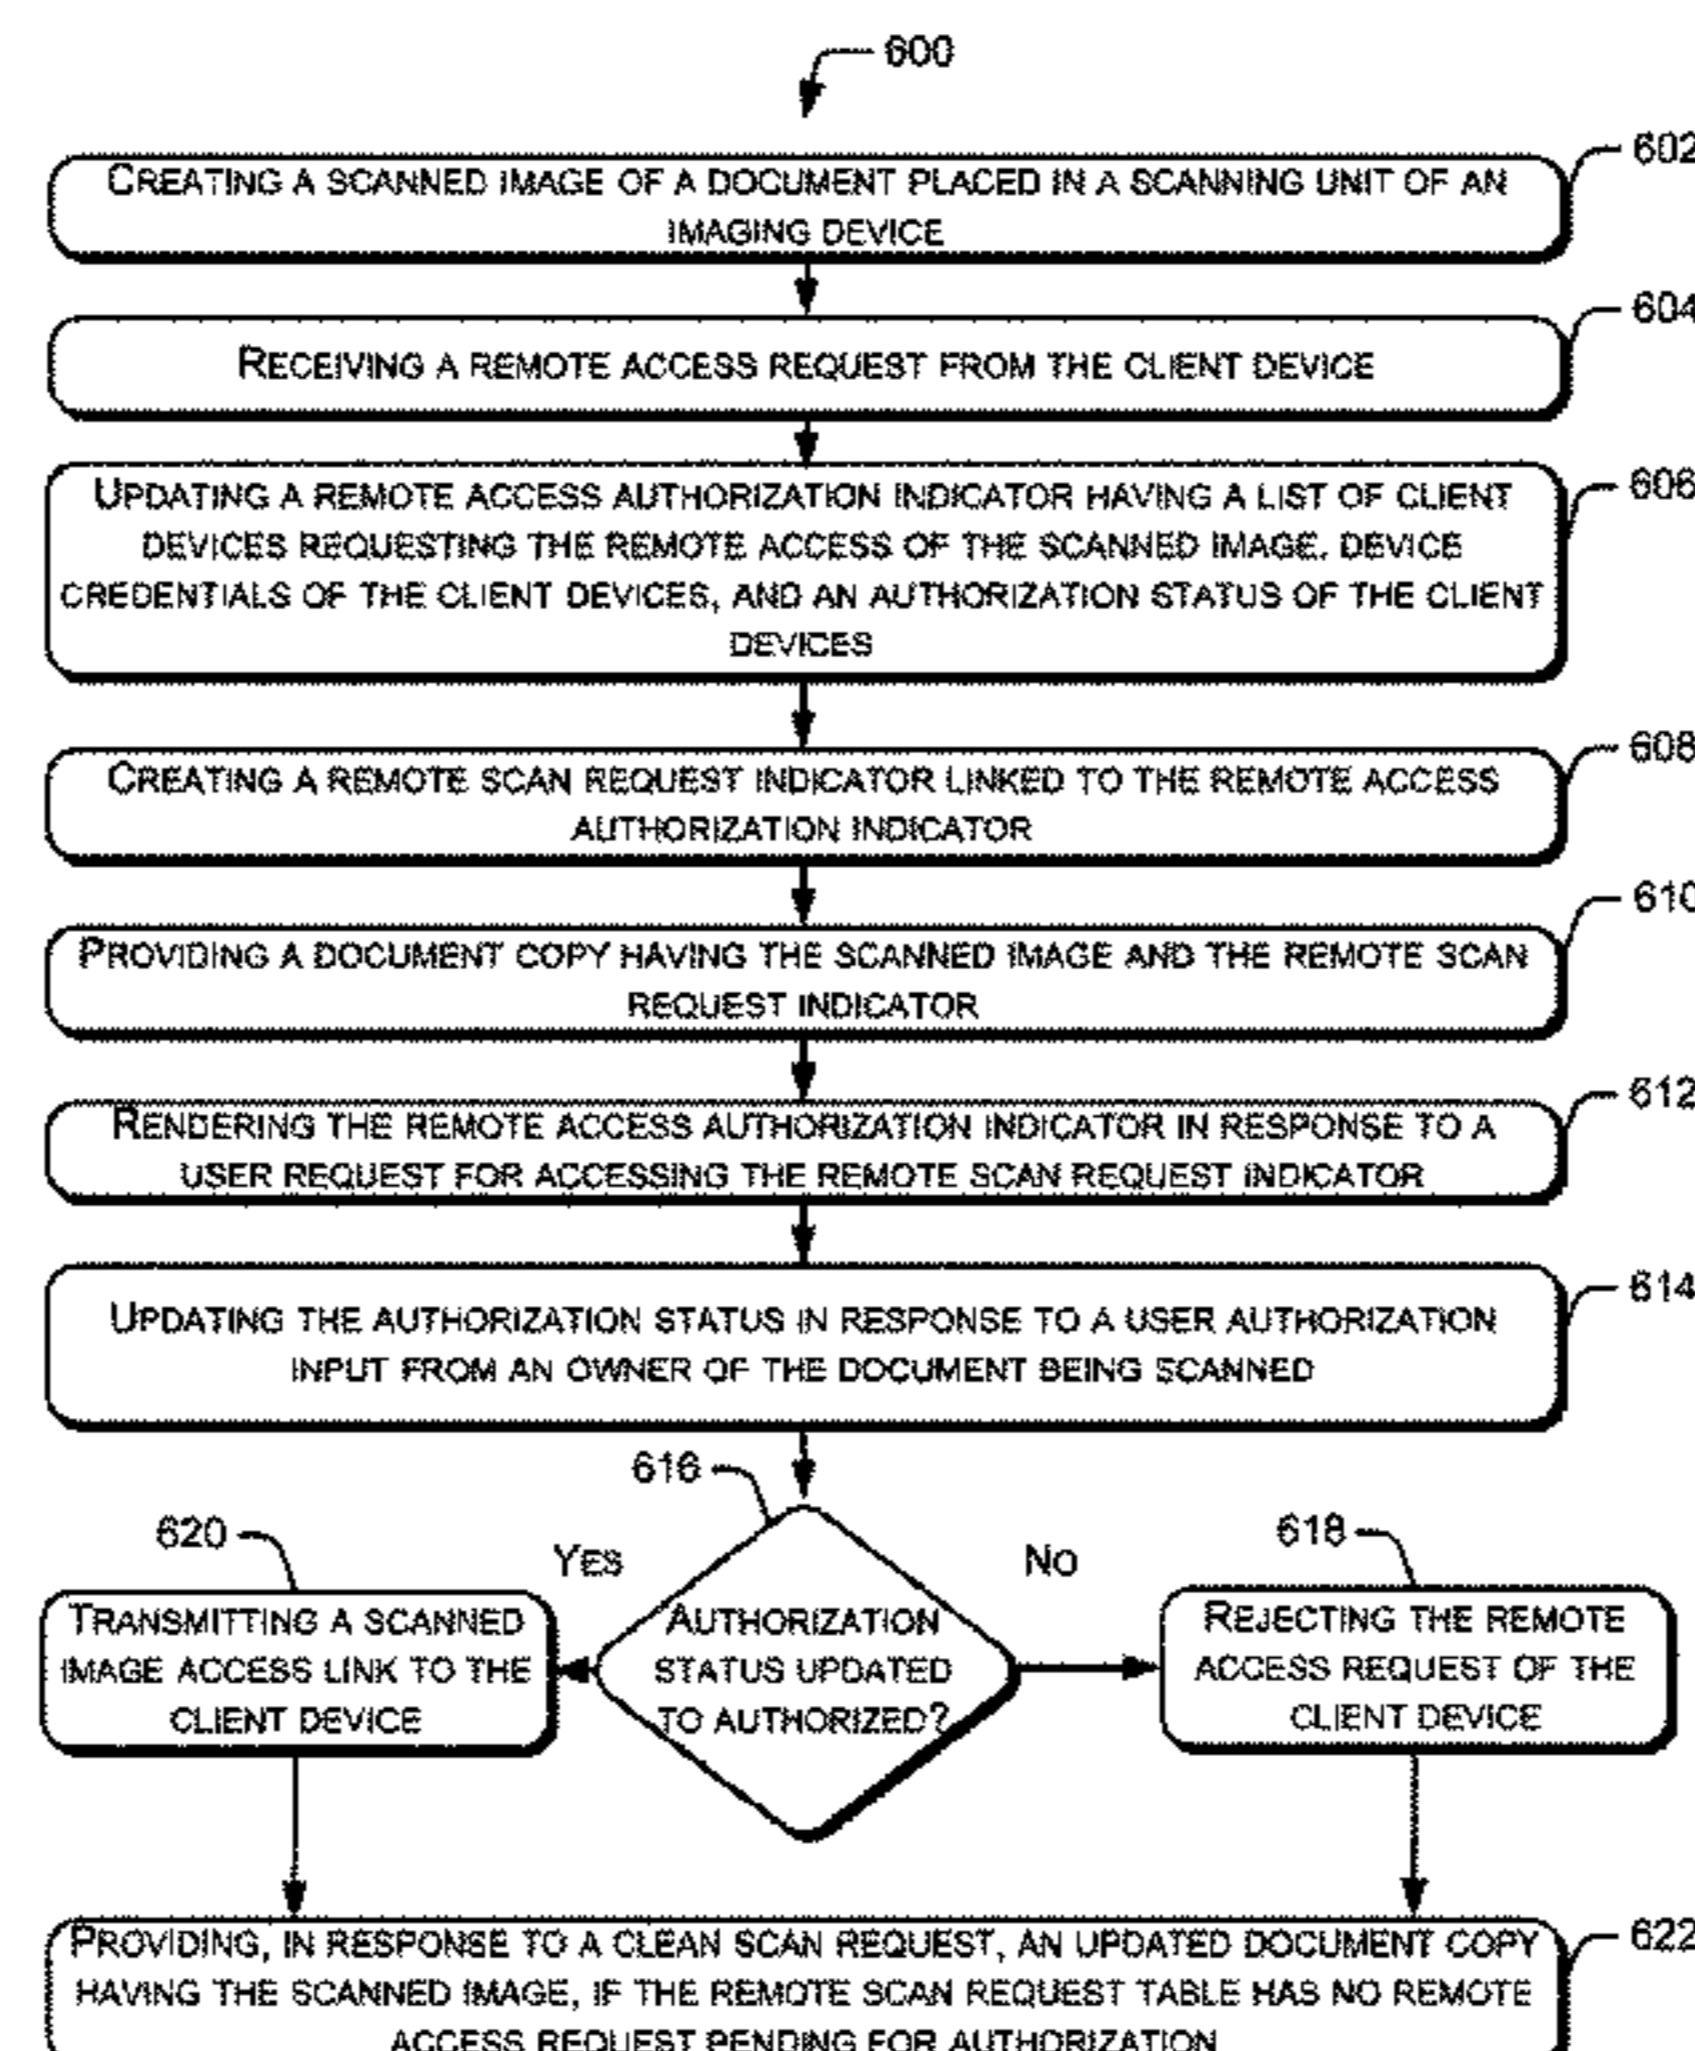 600
602
CREATING A SCANNED IMAGE OF A DOCUMENT PLACED IN A SCANNING UNIT OF AN
IMAGING DEVICE
604
RECEIVING A REMOTE ACCESS REQUEST FROM THE CLIENT DEVICE
606
UPDATING A REMOTE ACCESS AUTHORIZATION INDICATOR HAVING A LIST OF CLIENT
DEVICES REQUESTING THE REMOTE ACCESS OF THE SCANNED IMAGE, DEVICE
CREDENTIALS OF THE CLIENT DEVICES, AND AN AUTHORIZATION STATUS OF THE CLIENT
DEVICES
608
CREATING A REMOTE SCAN REQUEST INDICATOR LINKED TO THE REMOTE ACCESS
AUTHORIZATION INDICATOR
610
PROVIDING A DOCUMENT COPY HAVING THE SCANNED IMAGE AND THE REMOTE SCAN
REQUEST INDICATOR
612
RENDERING THE REMOTE ACCESS AUTHORIZATION INDICATOR IN RESPONSE TO A
USER REQUEST FOR ACCESSING THE REMOTE SCAN REQUEST INDICATOR
614
UPDATING THE AUTHORIZATION STATUS IN RESPONSE TO A USER AUTHORIZATION
INPUT FROM AN OWNER OF THE DOCUMENT BEING SCANNED
616
AUTHORIZATION
STATUS UPDATED
TO AUTHORIZED?
YES
NO
620
TRANSMITTING A SCANNED
IMAGE ACCESS LINK TO THE
CLIENT DEVICE
618
REJECTING THE REMOTE
ACCESS REQUEST OF THE
CLIENT DEVICE
622
PROVIDING, IN RESPONSE TO A CLEAN SCAN REQUEST, AN UPDATED DOCUMENT COPY
HAVING THE SCANNED IMAGE, IF THE REMOTE SCAN REQUEST TABLE HAS NO REMOTE
ACCESS REQUEST PENDING FOR AUTHORIZATION